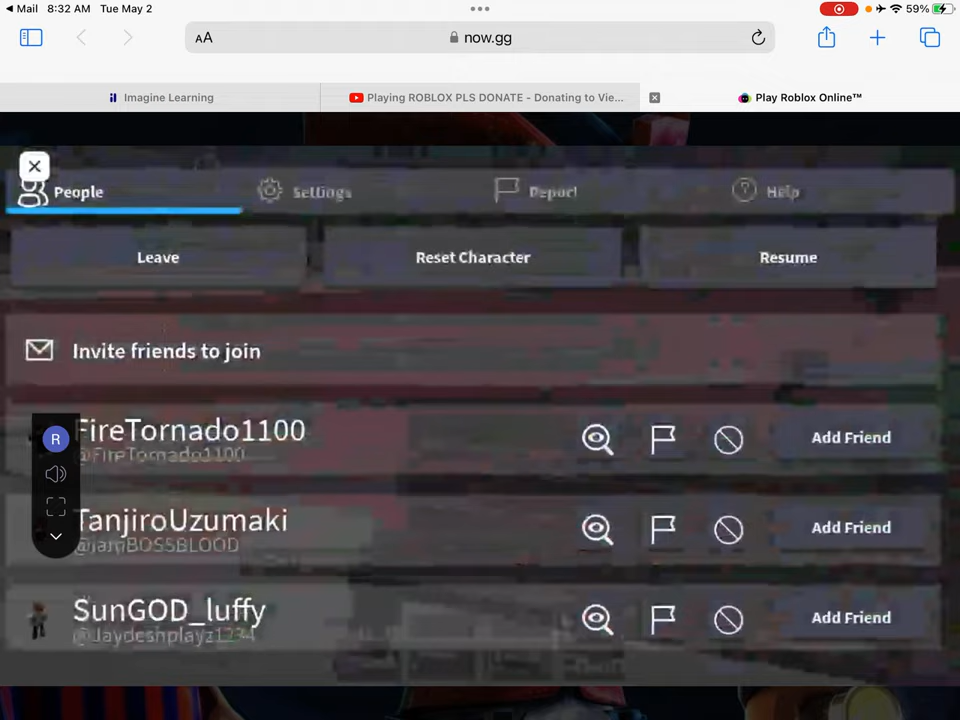 Mail 8:32 AM Tue May 2 59%
AA now.gg
Imagine Learning Playing ROBLOX PLS DONATE - Donating to Vie... Play Roblox Online™
People Settings Report Help
Leave Reset Character Resume
Invite friends to join
FireTornado1100 Add Friend
@FireTornado1100
R
TanjiroUzumaki Add Friend
@jamBOSSBLOOD
SunGOD_luffy Add Friend
@Jaydeshplayz1234